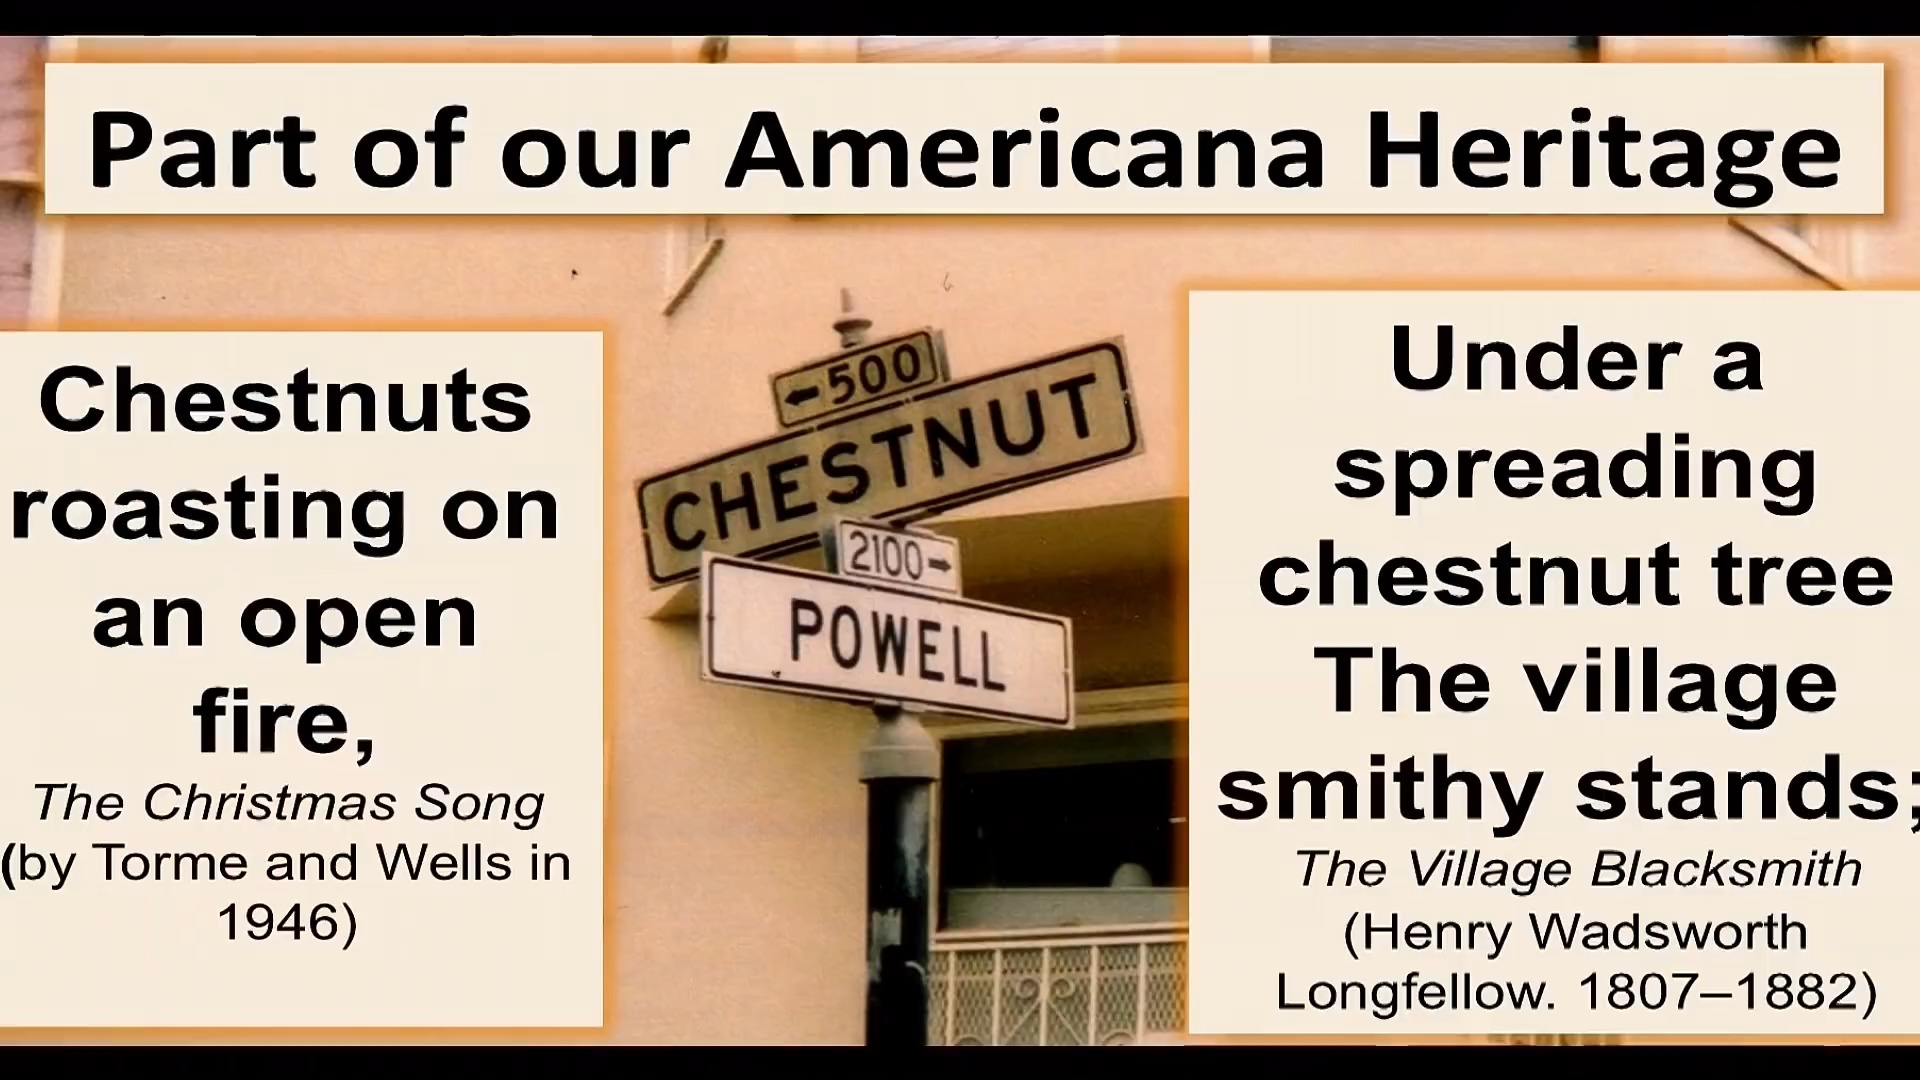 Part of our Americana Heritage
Chestnuts
roasting on
an open
fire,
The Christmas Song
(by Torme and Wells in
1946)
←500
CHESTNUT
2100→
POWELL
Under a
spreading
chestnut tree
The village
smithy stands;
The Village Blacksmith
(Henry Wadsworth
Longfellow. 1807–1882)